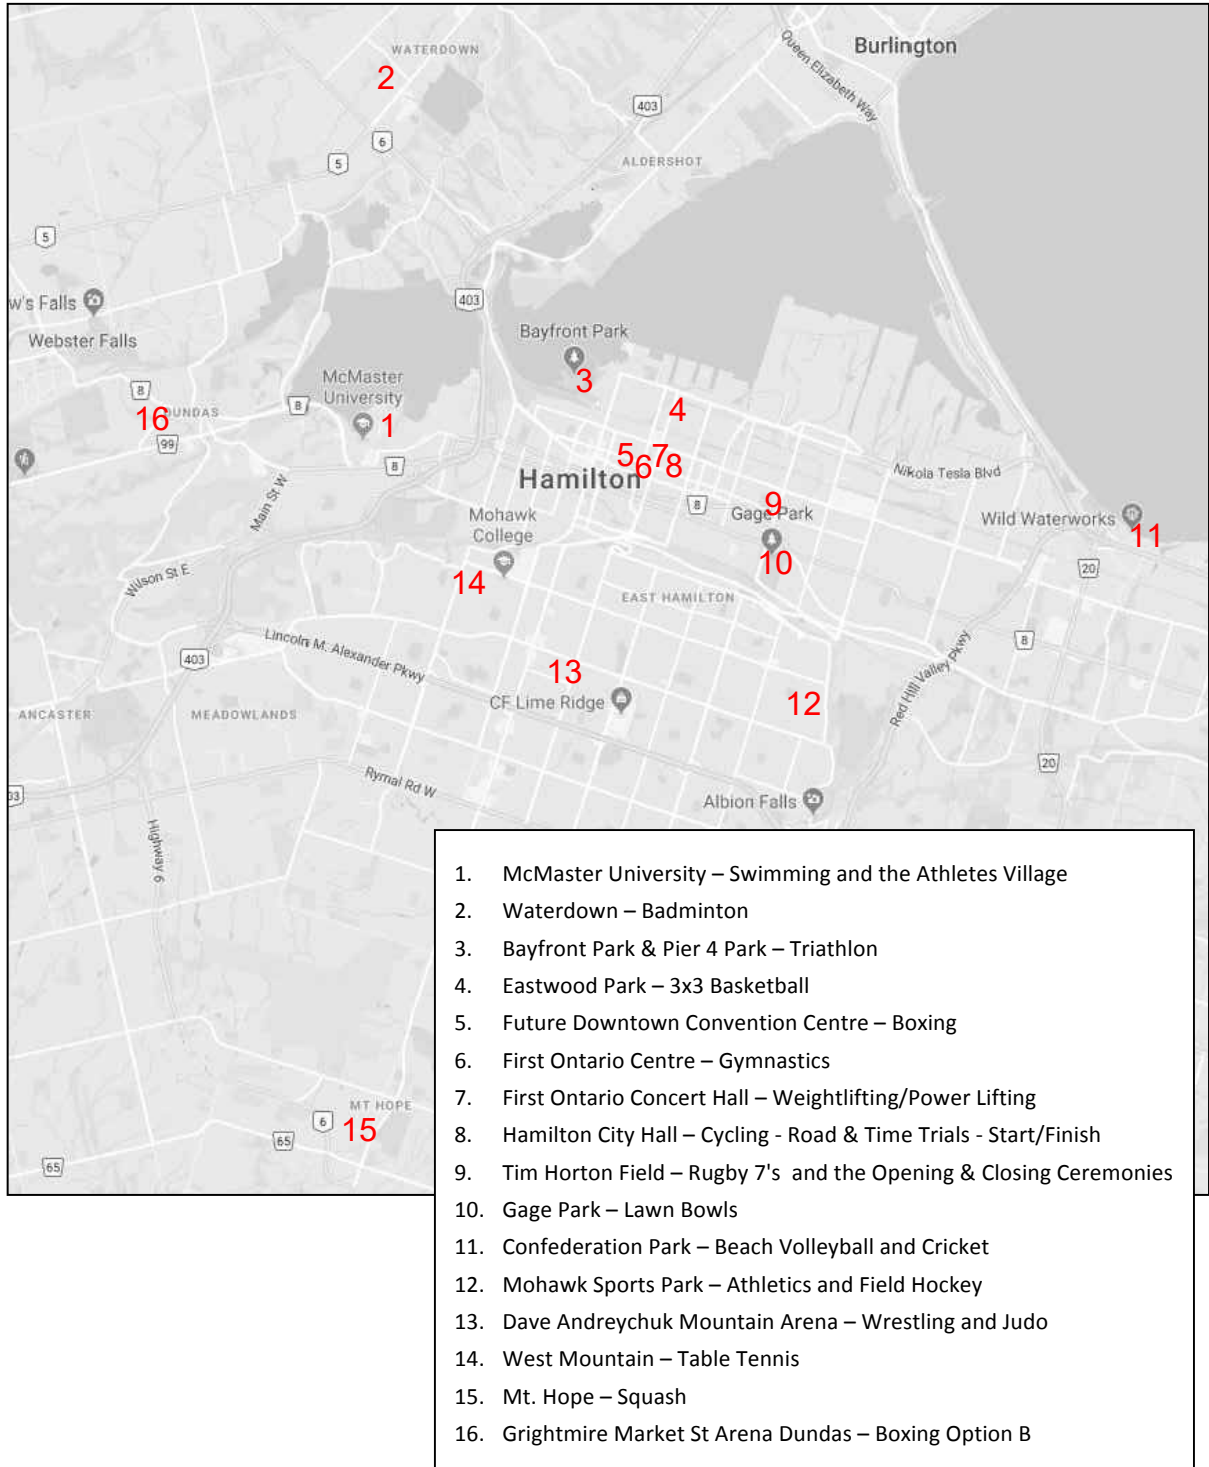 WATERDOWN
Burlington
2
Queen Elizabeth Way
403
6
5
ALDERSHOT
5
w's Falls
403
Webster Falls
Bayfront Park
McMaster
University
3
8
8
4
16
DUNDAS
1
99
8
5
6
7
8
Hamilton
Nikola Tesla Blvd
Main St W
8
9
Gage Park
Mohawk
College
Wild Waterworks
11
10
20
14
Wilson St E
EAST HAMILTON
Lincoln M. Alexander Pkwy
8
403
13
Red Hill Valley Pkwy
CF Lime Ridge
12
ANCASTER
MEADOWLANDS
20
Rymal Rd W
Albion Falls
Highway 6
MT HOPE
6
15
65
65
1. McMaster University – Swimming and the Athletes Village
2. Waterdown – Badminton
3. Bayfront Park & Pier 4 Park – Triathlon
4. Eastwood Park – 3x3 Basketball
5. Future Downtown Convention Centre – Boxing
6. First Ontario Centre – Gymnastics
7. First Ontario Concert Hall – Weightlifting/Power Lifting
8. Hamilton City Hall – Cycling - Road & Time Trials - Start/Finish
9. Tim Horton Field – Rugby 7's and the Opening & Closing Ceremonies
10. Gage Park – Lawn Bowls
11. Confederation Park – Beach Volleyball and Cricket
12. Mohawk Sports Park – Athletics and Field Hockey
13. Dave Andreychuk Mountain Arena – Wrestling and Judo
14. West Mountain – Table Tennis
15. Mt. Hope – Squash
16. Grightmire Market St Arena Dundas – Boxing Option B